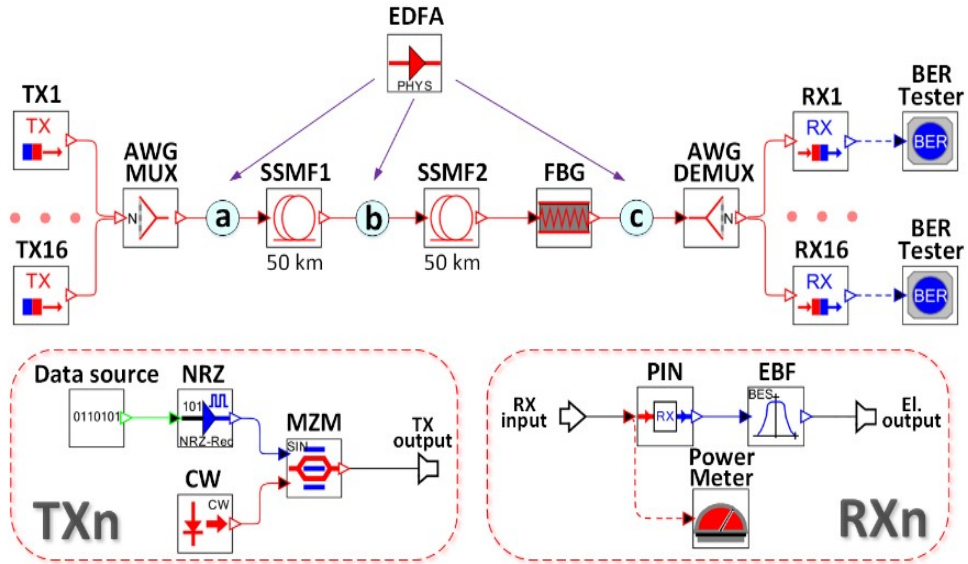 EDFA
PHYS
TX1
TX
AWG
MUX
N
a
SSMF1
50 km
b
SSMF2
50 km
FBG
c
AWG
DEMUX
N
RX1
RX
BER
Tester
BER
TX16
TX
RX16
RX
BER
Tester
BER
Data source
0110101
NRZ
101
NRZ-Rec
MZM
SIN
TX
output
CW
CW
TXn
RX
input
PIN
RX
EBF
BES
El.
output
Power
Meter
RXn